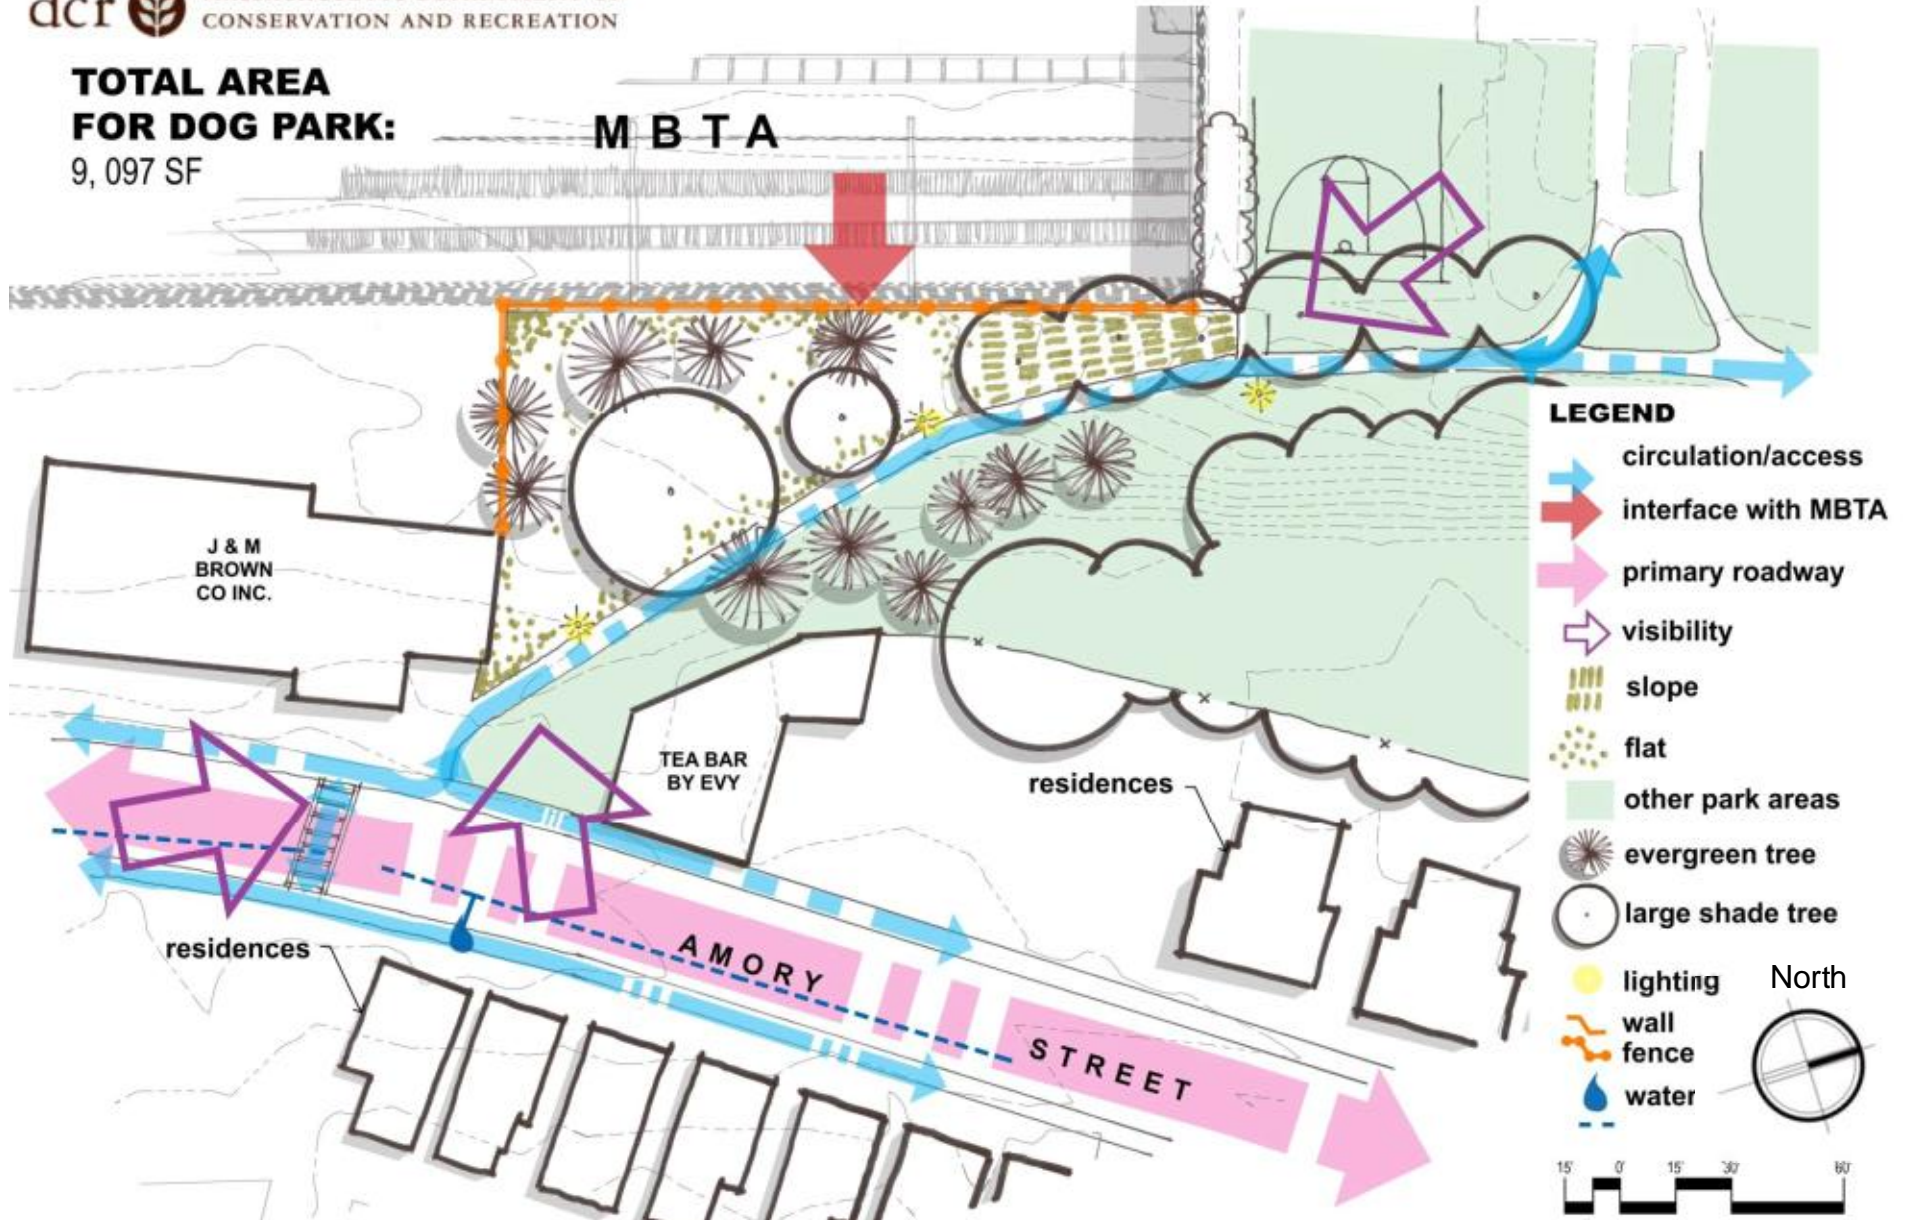 dcr
CONSERVATION AND RECREATION
TOTAL AREA
FOR DOG PARK:
9, 097 SF
MBTA
J & M
BROWN
CO INC.
TEA BAR
BY EVY
residences
residences
AMORY
STREET
LEGEND
circulation/access
interface with MBTA
primary roadway
visibility
slope
flat
other park areas
evergreen tree
large shade tree
lighting
wall
fence
water
North
15' 0' 15' 30' 60'